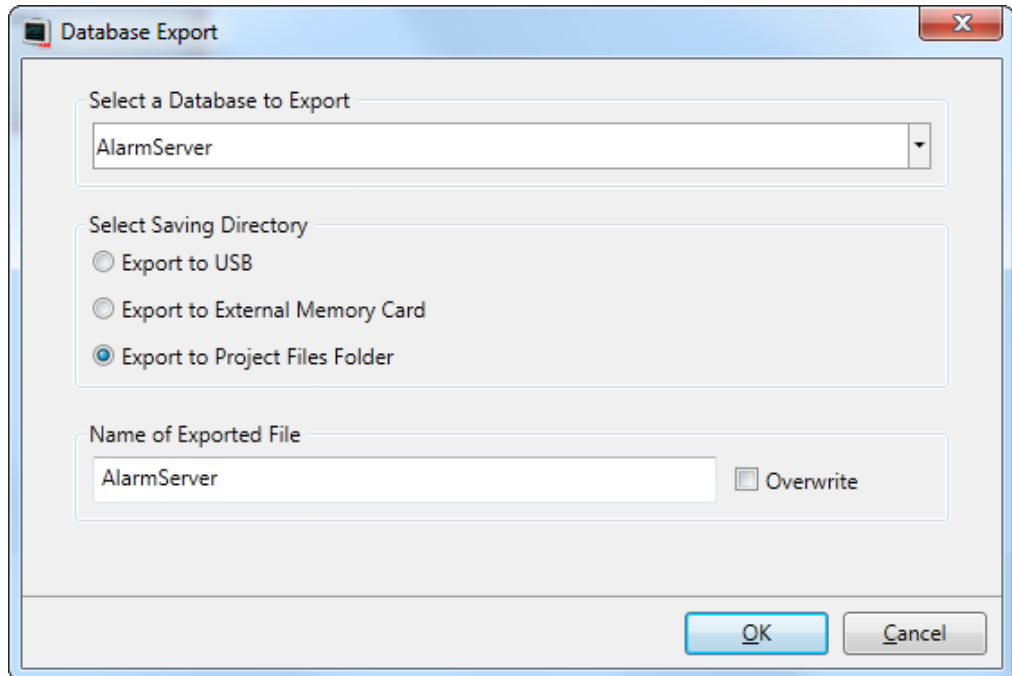 Database Export
Select a Database to Export
AlarmServer
Select Saving Directory
Export to USB
Export to External Memory Card
Export to Project Files Folder
Name of Exported File
AlarmServer
Overwrite
OK
Cancel